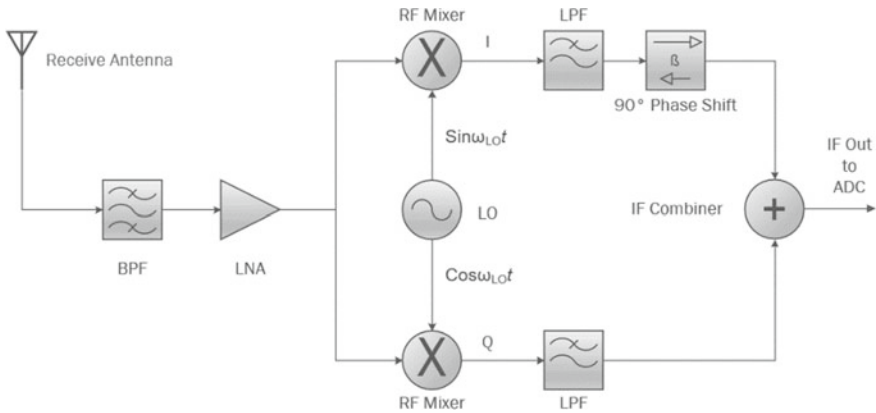 RF Mixer
LPF
I
Receive Antenna
ß
90° Phase Shift
Sinω_LO t
IF Out
to
ADC
LO
IF Combiner
BPF
LNA
Cosω_LO t
Q
RF Mixer
LPF